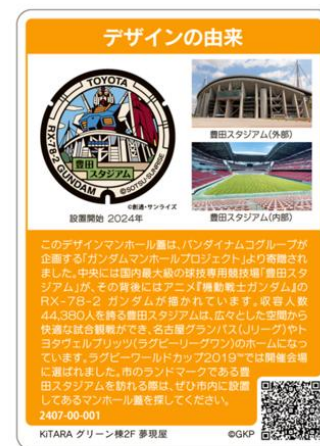 デザインの由来
TOYOTA
RX-78-2 GUNDAM
©SOTSU・SUNRISE
豊田
スタジアム
©創通・サンライズ
設置開始 2024年
豊田スタジアム(外部)
豊田スタジアム(内部)
このデザインマンホール蓋は、バンダイナムコグループが
企画する「ガンダムマンホールプロジェクト」より寄贈され
ました。中央には国内最大級の球技専用競技場「豊田スタ
ジアム」が、その背後にはアニメ『機動戦士ガンダム』の
RX-78-2 ガンダムが描かれています。収容人数
44,380人を誇る豊田スタジアムは、広々とした空間から
快適な試合観戦ができ、名古屋グランパス(Jリーグ)やト
ヨタヴェルブリッツ(ラグビーリーグワン)のホームになっ
ています。ラグビーワールドカップ2019™では開催会場
に選ばれました。市のランドマークである豊
田スタジアムを訪れる際は、ぜひ市内に設置
してあるマンホール蓋を探してください。
2407-00-001
KiTARA グリーン棟2F 夢現屋
©GKP